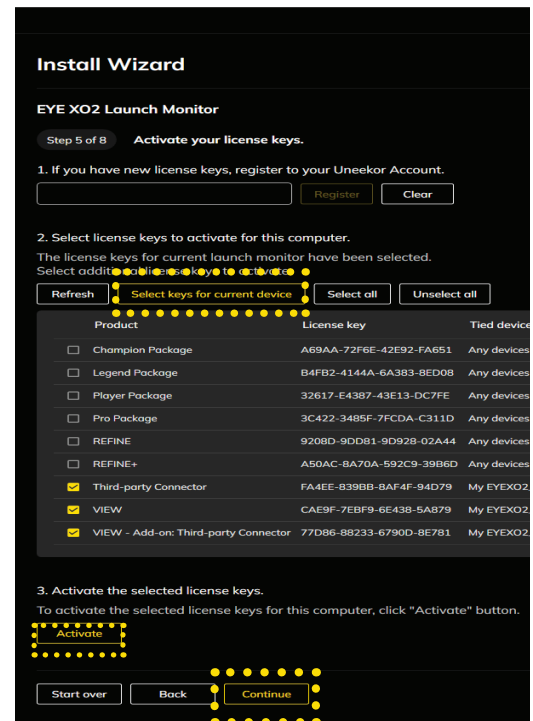 Install Wizard
EYE XO2 Launch Monitor
Step 5 of 8 Activate your license keys.
1. If you have new license keys, register to your Uneekor Account.
Register Clear
2. Select license keys to activate for this computer.
The license keys for current launch monitor have been selected.
Select additional license keys to activate.
Refresh Select keys for current device Select all Unselect all
Product License key Tied device
Champion Package A69AA-72F6E-42E92-FA651 Any devices
Legend Package B4FB2-4144A-6A383-8ED08 Any devices
Player Package 32617-E4387-43E13-DC7FE Any devices
Pro Package 3C422-3485F-7FCDA-C311D Any devices
REFINE 9208D-9DD81-9D928-02A44 Any devices
REFINE+ A50AC-8A70A-592C9-39B6D Any devices
Third-party Connector FA4EE-839BB-8AF4F-94D79 My EYEXO2,
VIEW CAE9F-7EBF9-6E438-5A879 My EYEXO2,
VIEW - Add-on: Third-party Connector 77D86-88233-6790D-8E781 My EYEXO2,
3. Activate the selected license keys.
To activate the selected license keys for this computer, click "Activate" button.
Activate
Start over Back Continue